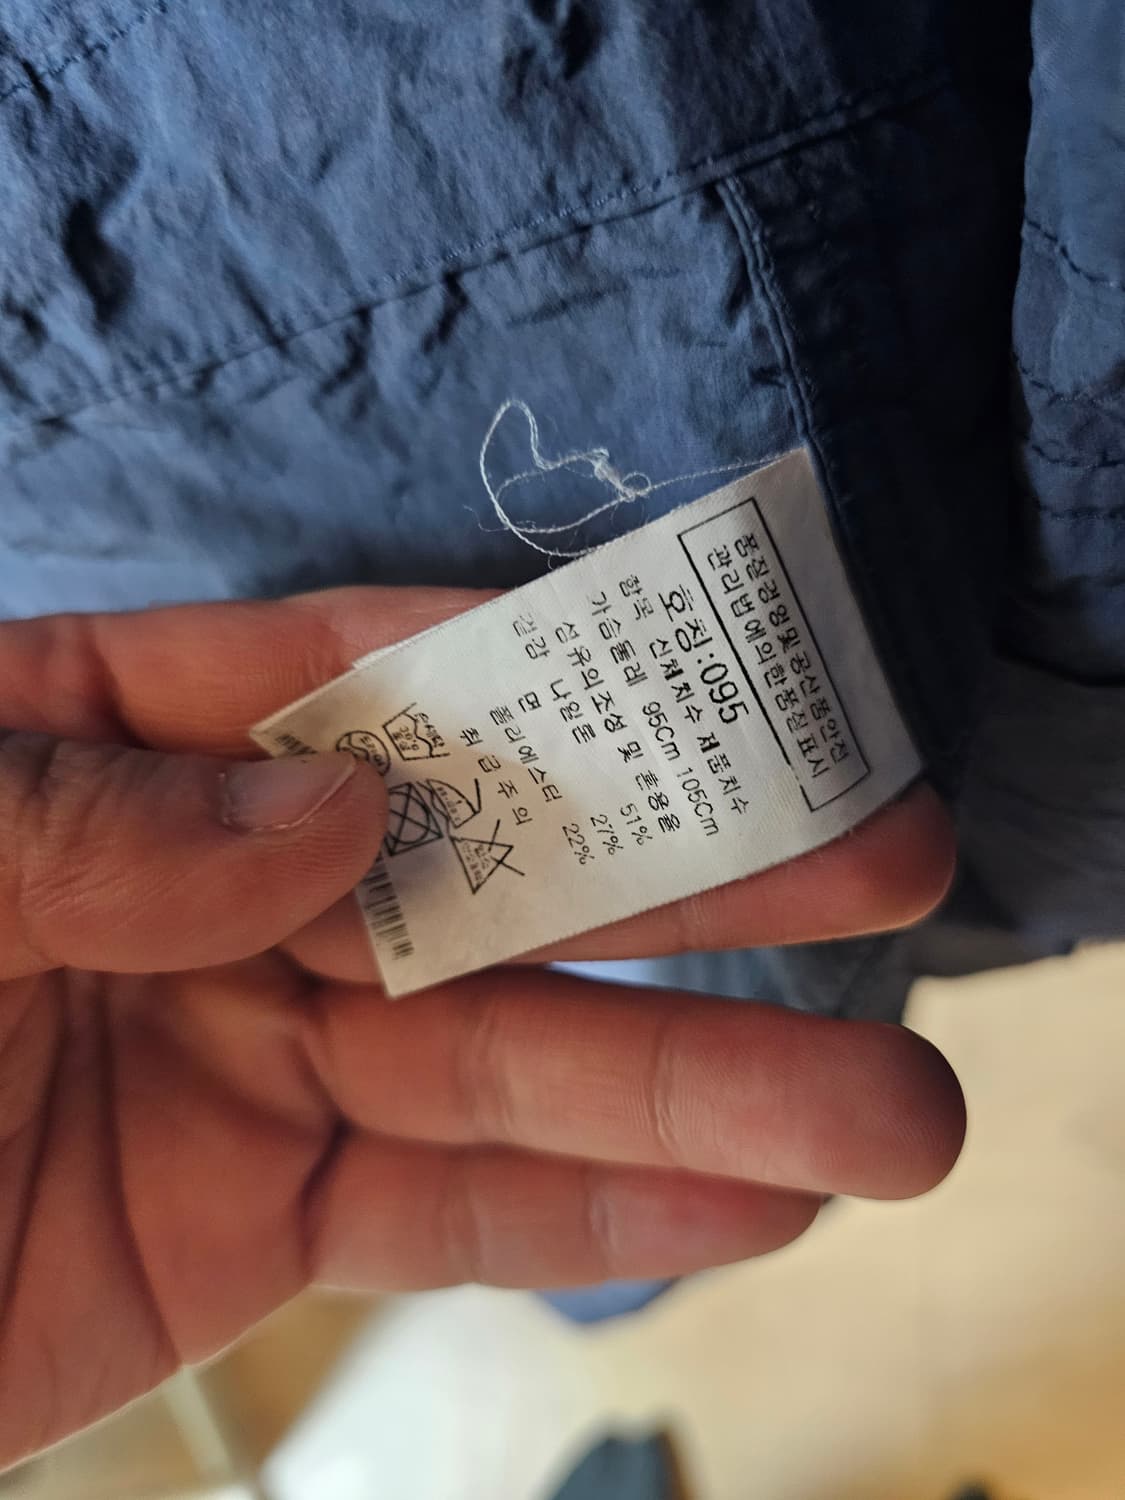 품질경영및공산품안전
관리법에의한품질표시
호칭:095
항목 신체치수 제품치수
가슴둘레 95Cm 105Cm
섬유의조성 및 혼용율
겉감 나일론 51%
면 27%
폴리에스터 22%
취급주의